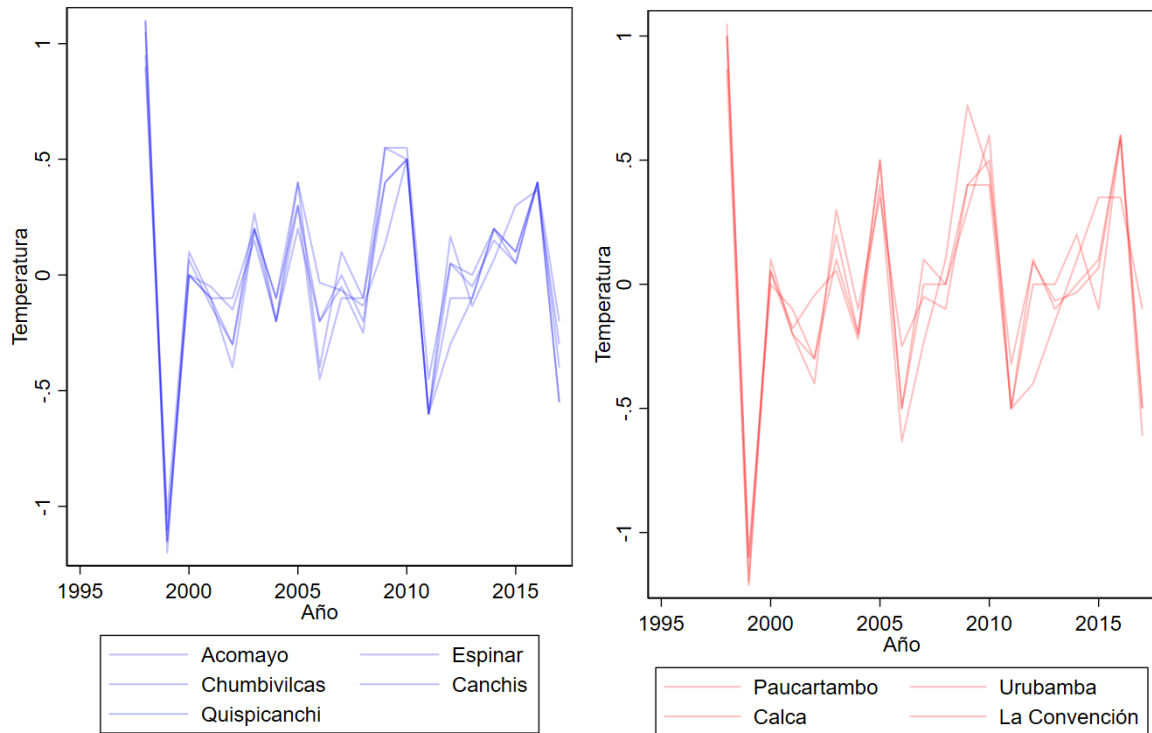 1
.5
0
-.5
-1
Temperatura
1995 2000 2005 2010 2015
Año
Acomayo Espinar
Chumbivilcas Canchis
Quispicanchi
1
.5
0
-.5
-1
Temperatura
1995 2000 2005 2010 2015
Año
Paucartambo Urubamba
Calca La Convención